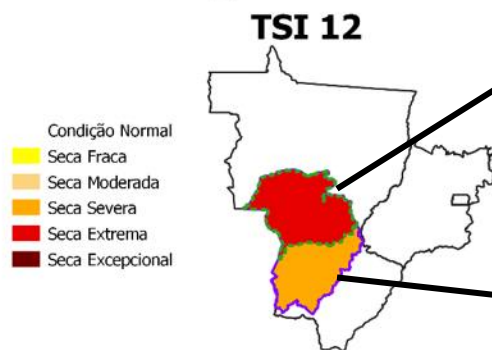 TSI 12
Condição Normal
Seca Fraca
Seca Moderada
Seca Severa
Seca Extrema
Seca Excepcional